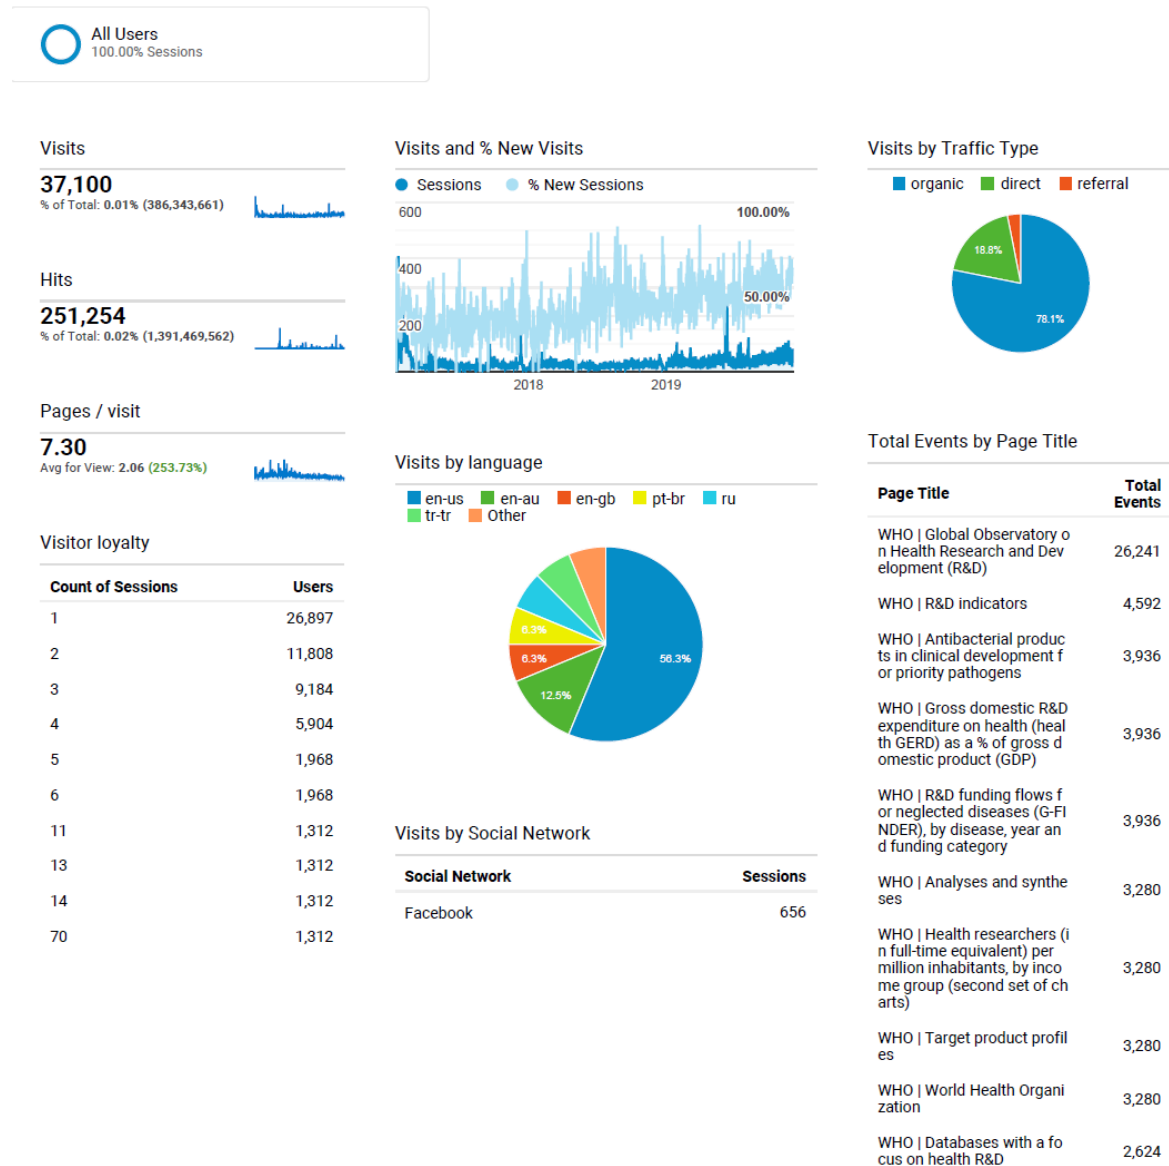 All Users
100.00% Sessions
Visits
37,100
% of Total: 0.01% (386,343,661)
Hits
251,254
% of Total: 0.02% (1,391,469,562)
Pages / visit
7.30
Avg for View: 2.06 (253.73%)
Visitor loyalty
Count of Sessions Users
1 26,897
2 11,808
3 9,184
4 5,904
5 1,968
6 1,968
11 1,312
13 1,312
14 1,312
70 1,312
Visits and % New Visits
Sessions % New Sessions
600 100.00%
400
50.00%
200
2018 2019
Visits by language
en-us en-au en-gb pt-br ru
tr-tr Other
6.3%
6.3%
56.3%
12.5%
Visits by Social Network
Social Network Sessions
Facebook 656
Visits by Traffic Type
organic direct referral
18.8%
78.1%
Total Events by Page Title
Page Title Total
Events
WHO | Global Observatory o
n Health Research and Dev 26,241
elopment (R&D)
WHO | R&D indicators 4,592
WHO | Antibacterial produc
ts in clinical development f 3,936
or priority pathogens
WHO | Gross domestic R&D
expenditure on health (heal
th GERD) as a % of gross d 3,936
omestic product (GDP)
WHO | R&D funding flows f
or neglected diseases (G-FI
NDER), by disease, year an 3,936
d funding category
WHO | Analyses and synthe
ses 3,280
WHO | Health researchers (i
n full-time equivalent) per
million inhabitants, by inco 3,280
me group (second set of ch
arts)
WHO | Target product profil
es 3,280
WHO | World Health Organi
zation 3,280
WHO | Databases with a fo
cus on health R&D 2,624